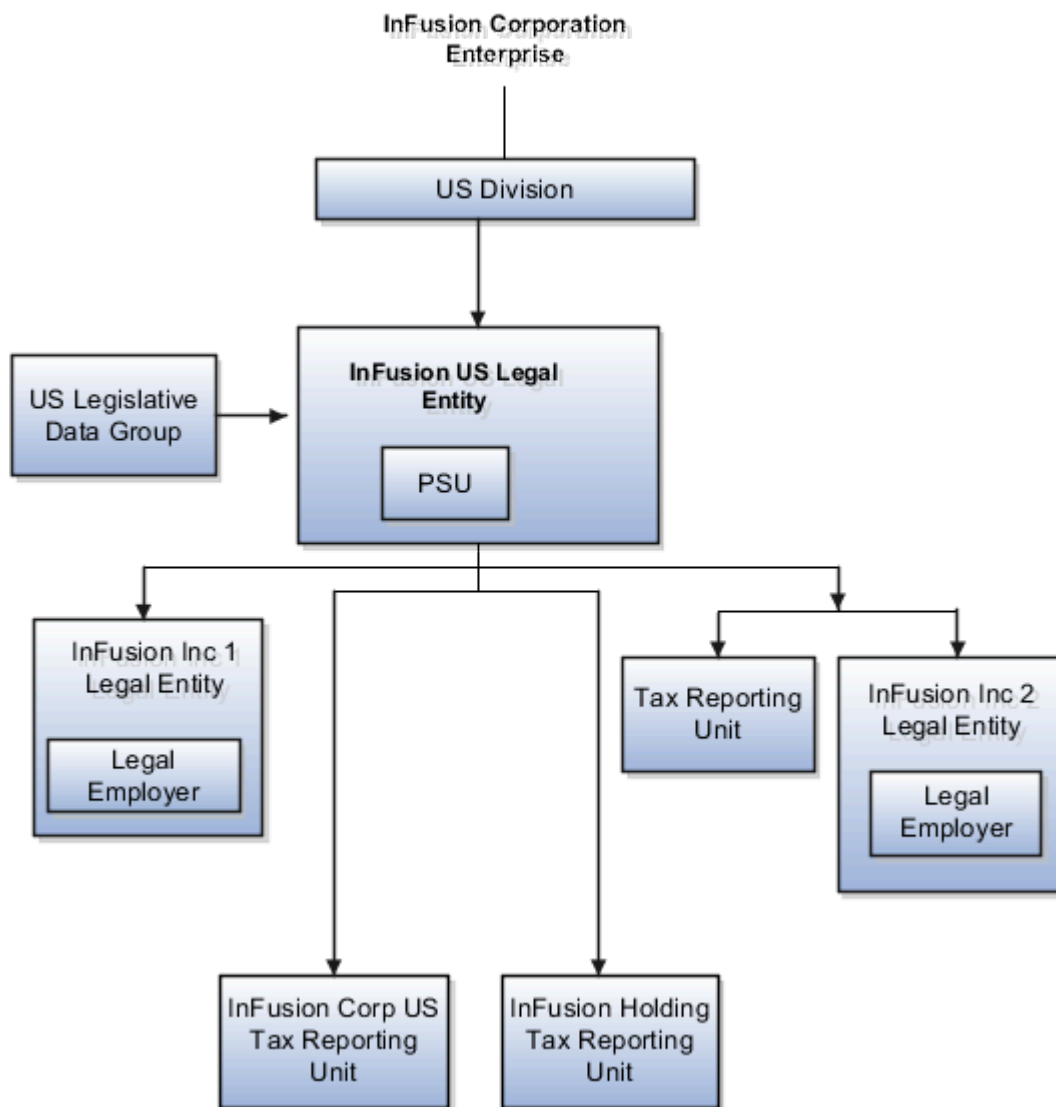 InFusion Corporation
Enterprise
US Division
InFusion US Legal
Entity
US Legislative
Data Group
PSU
InFusion Inc 1
Legal Entity
Legal
Employer
Tax Reporting
Unit
InFusion Inc 2
Legal Entity
Legal
Employer
InFusion Corp US
Tax Reporting
Unit
InFusion Holding
Tax Reporting
Unit